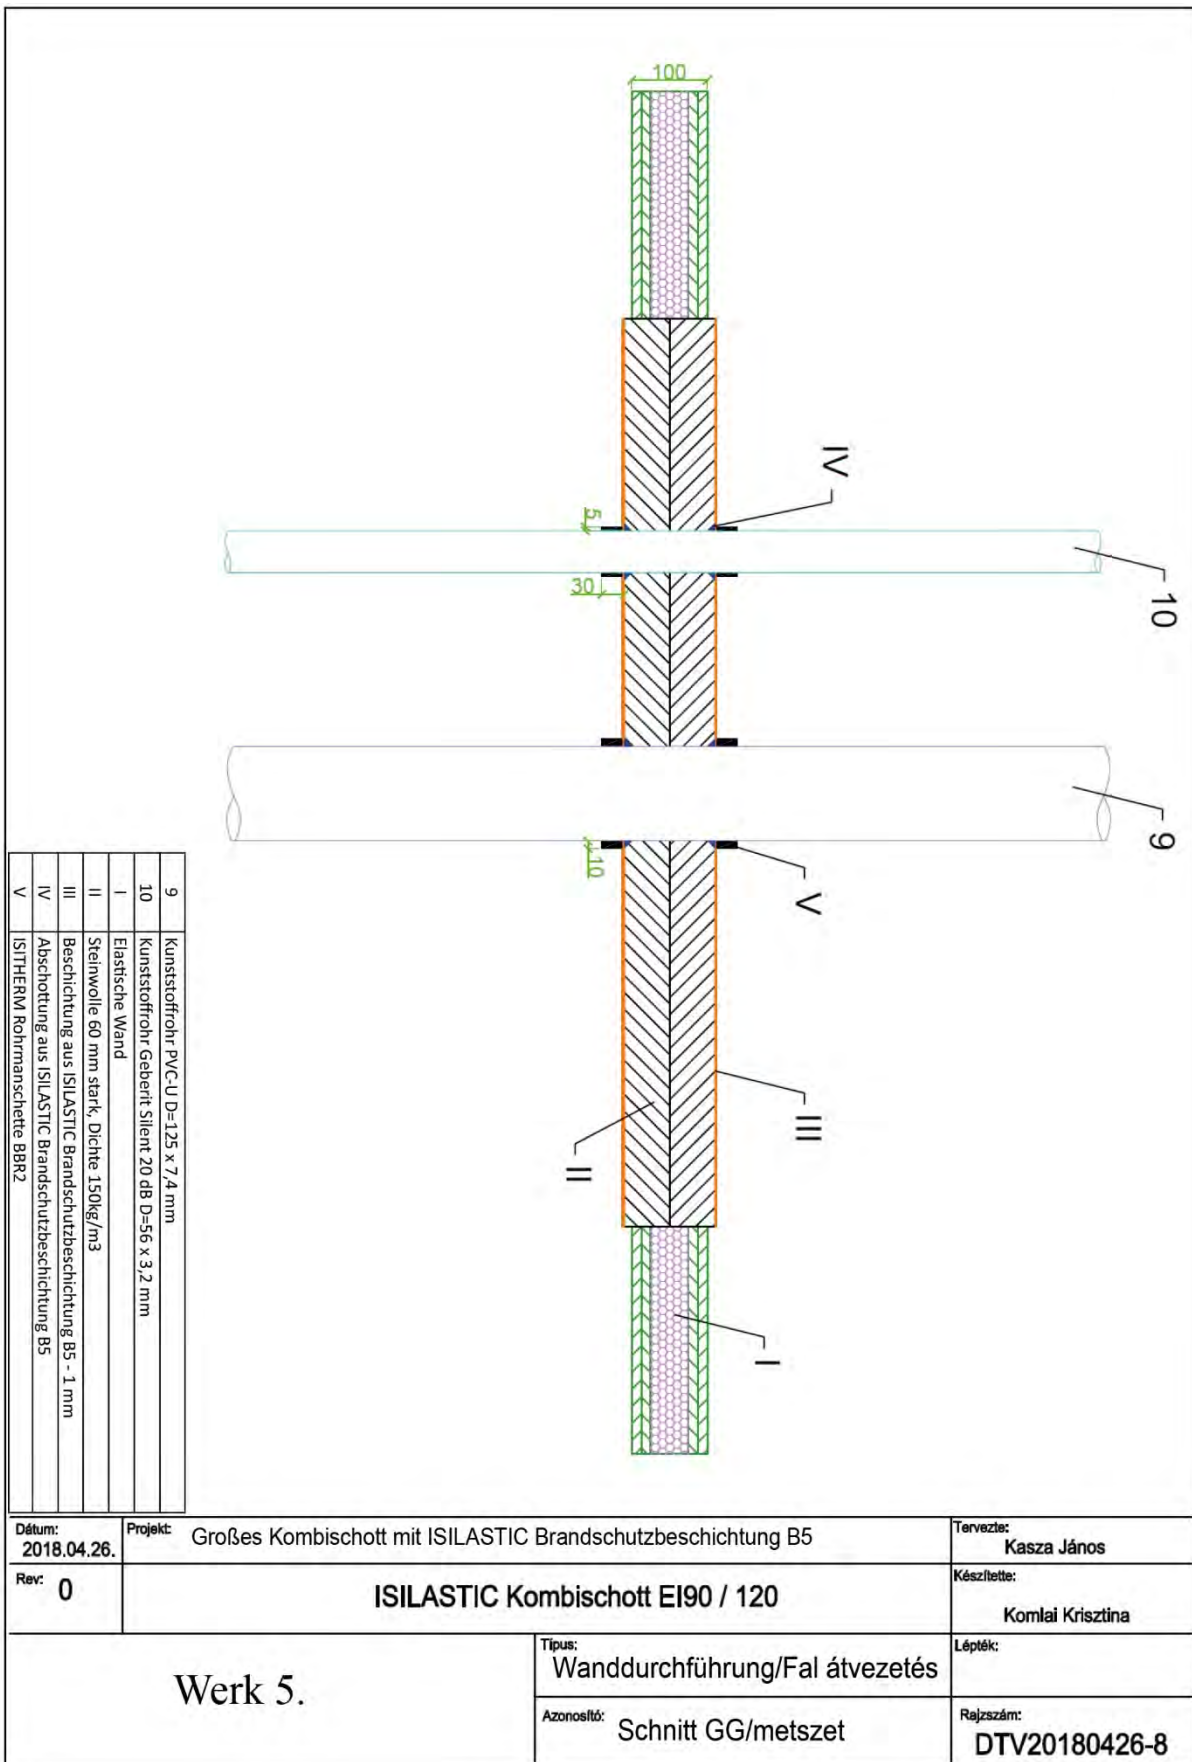 100
IV
5
30
10
9
10
V
III
II
I
9 Kunststoffrohr PVC-U D=125 x 7,4 mm
10 Kunststoffrohr Geberit Silent 20 dB D=56 x 3,2 mm
I Elastische Wand
II Steinwolle 60 mm stark, Dichte 150kg/m3
III Beschichtung aus ISILASTIC Brandschutzbeschichtung B5 - 1 mm
IV Abschottung aus ISILASTIC Brandschutzbeschichtung B5
V ISITHERM Rohrmanschette BBR2
Dátum: 2018.04.26.
Projekt: Großes Kombischott mit ISILASTIC Brandschutzbeschichtung B5
Tervezte: Kasza János
Rev: 0
ISILASTIC Kombischott EI90 / 120
Készítette: Komlai Krisztina
Werk 5.
Típus: Wanddurchführung/Fal átvezetés
Lépték:
Azonosító: Schnitt GG/metszet
Rajzszám: DTV20180426-8